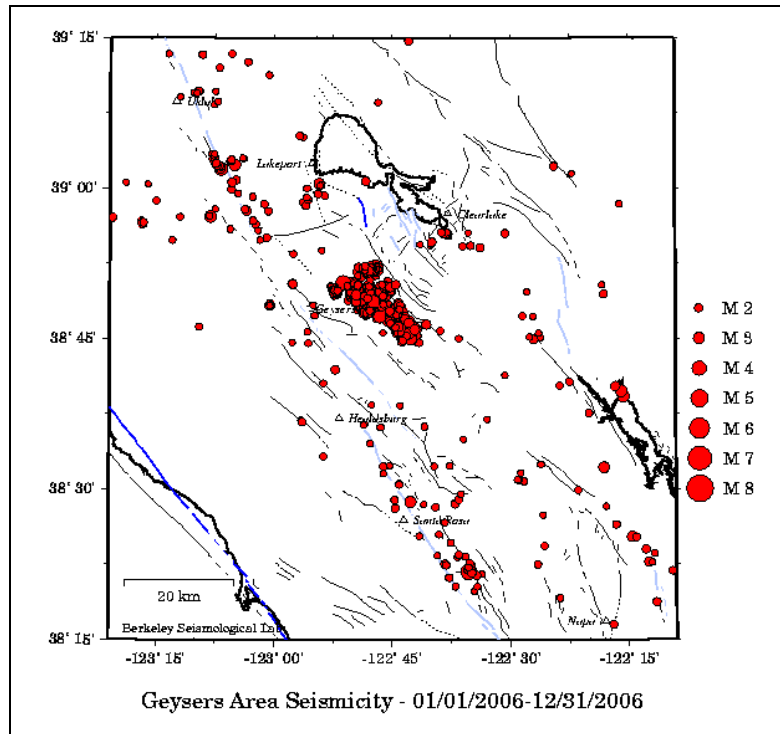 39° 15'
39° 00'
38° 45'
38° 30'
38° 15'
Ukiah
Lakeport
Clearlake
Geysers
Healdsburg
Santa Rosa
Napa
20 km
Berkeley Seismological Lab
-123° 15'
-123° 00'
-122° 45'
-122° 30'
-122° 15'
M 2
M 3
M 4
M 5
M 6
M 7
M 8
Geysers Area Seismicity - 01/01/2006-12/31/2006